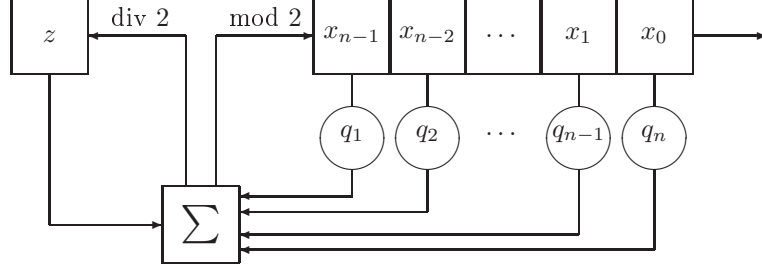 div 2 mod 2
z x_{n−1} x_{n−2} ⋯ x_1 x_0
q_1 q_2 ⋯ q_{n−1} q_n
∑